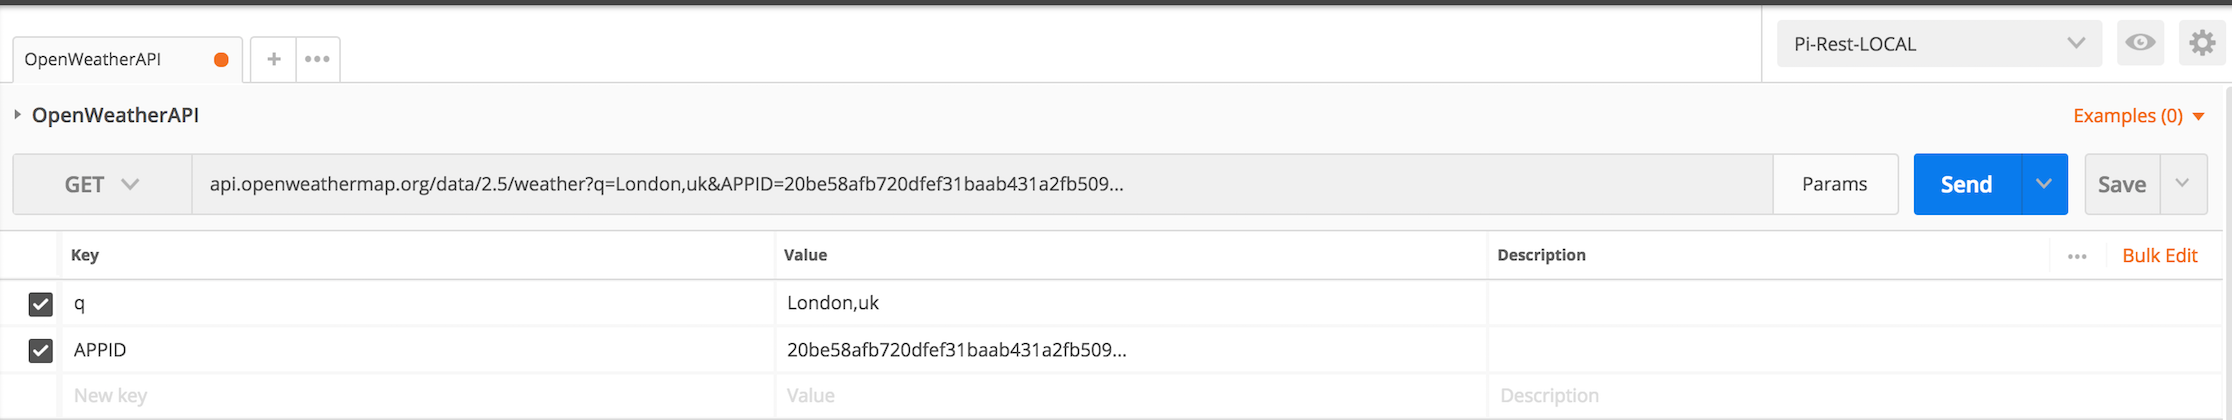 OpenWeatherAPI + ••• Pi-Rest-LOCAL
OpenWeatherAPI Examples (0)
GET api.openweathermap.org/data/2.5/weather?q=London,uk&APPID=20be58afb720dfef31baab431a2fb509... Params Send Save
Key Value Description ••• Bulk Edit
q London,uk
APPID 20be58afb720dfef31baab431a2fb509...
New key Value Description